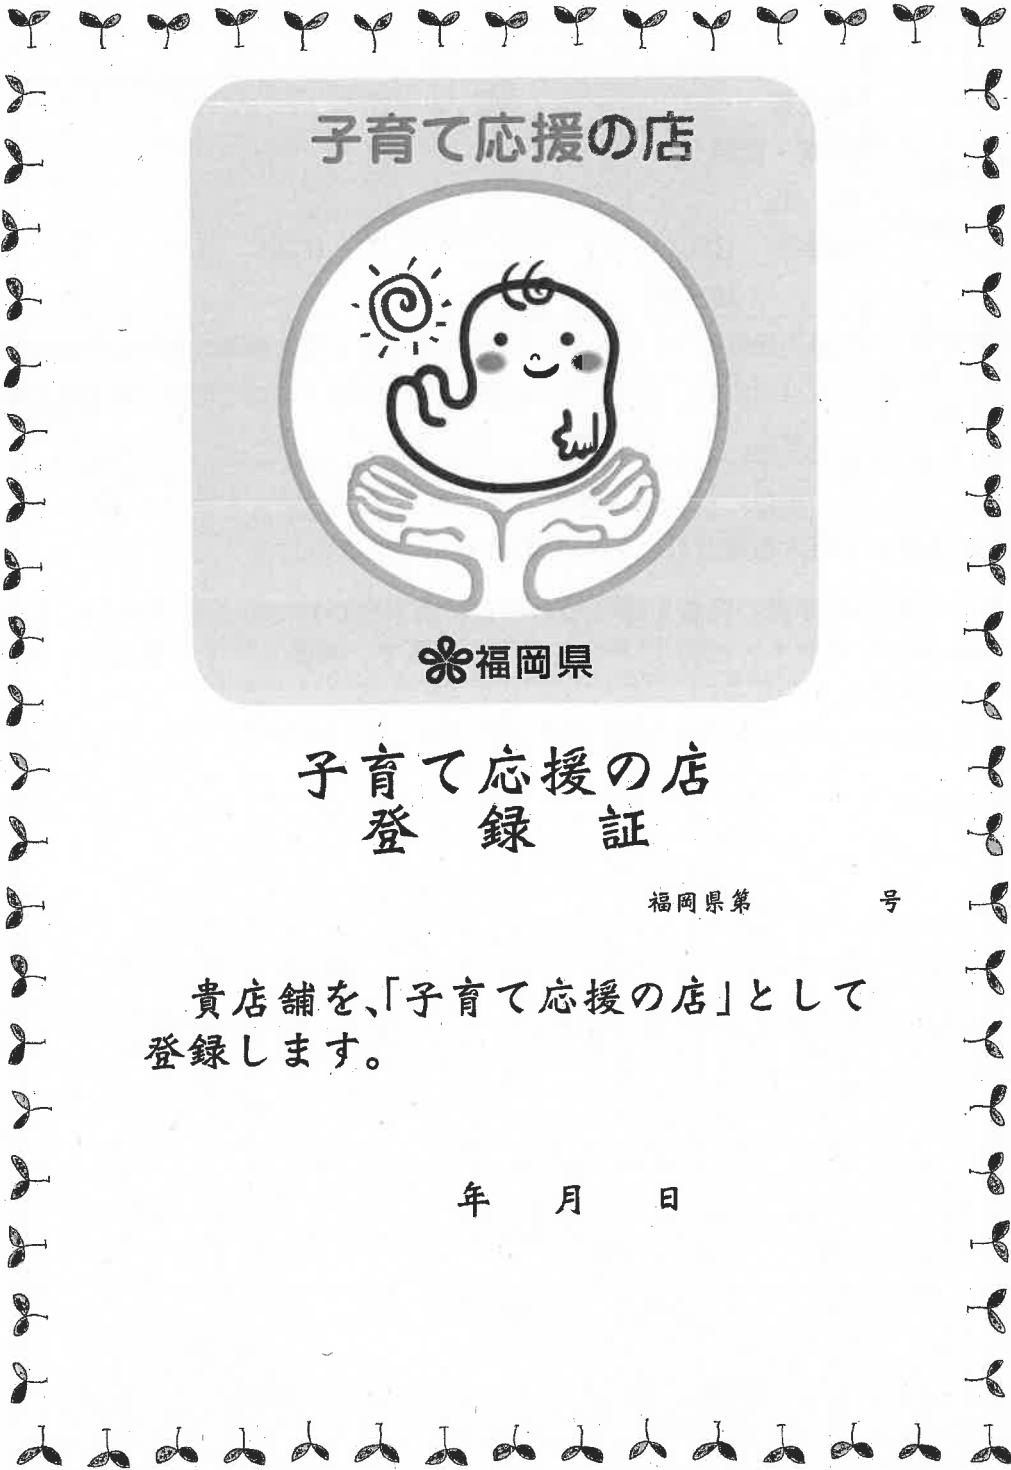 子育て応援の店
福岡県
子育て応援の店
登録証
福岡県第　　　　号
貴店舗を、「子育て応援の店」として
登録します。
年　月　日